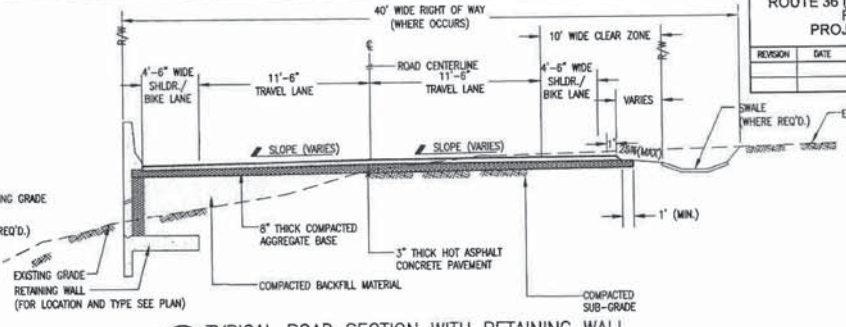 40' WIDE RIGHT OF WAY
(WHERE OCCURS)
ROUTE 36
PROJ
REVISION DATE
R/W
℄
10' WIDE CLEAR ZONE
R/W
ROAD CENTERLINE
4'-6" WIDE
SHLDR./
BIKE LANE
11'-6"
TRAVEL LANE
11'-6"
TRAVEL LANE
4'-6" WIDE
SHLDR./
BIKE LANE
VARIES
SWALE
(WHERE REQ'D.)
E
SLOPE (VARIES)
SLOPE (VARIES)
1'
(MAX)
NG GRADE
REQ'D.)
1' (MIN.)
8" THICK COMPACTED
AGGREGATE BASE
3" THICK HOT ASPHALT
CONCRETE PAVEMENT
EXISTING GRADE
RETAINING WALL
(FOR LOCATION AND TYPE SEE PLAN)
COMPACTED BACKFILL MATERIAL
COMPACTED
SUB-GRADE
TYPICAL ROAD SECTION WITH RETAINING WALL